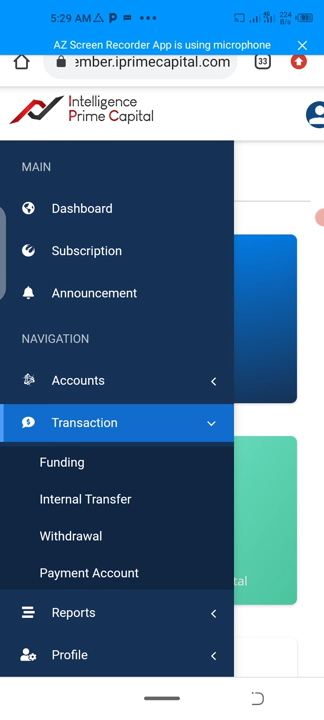 5:29 AM
224 B/s
AZ Screen Recorder App is using microphone
ember.iprimecapital.com
33
Intelligence
Prime Capital
MAIN
Dashboard
Subscription
Announcement
NAVIGATION
Accounts
Transaction
Funding
Internal Transfer
Withdrawal
tal
Payment Account
Reports
Profile